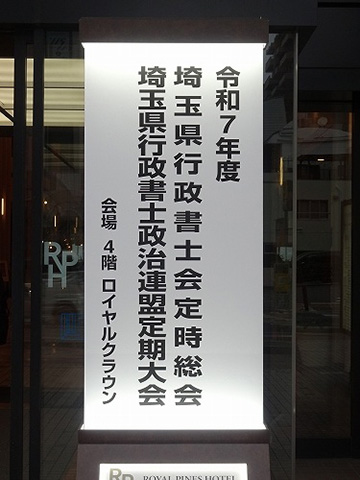 令和7年度
埼玉県行政書士会定時総会
埼玉県行政書士政治連盟定期大会
会場 4階 ロイヤルクラウン
RPH
RPH ROYAL PINES HOTEL